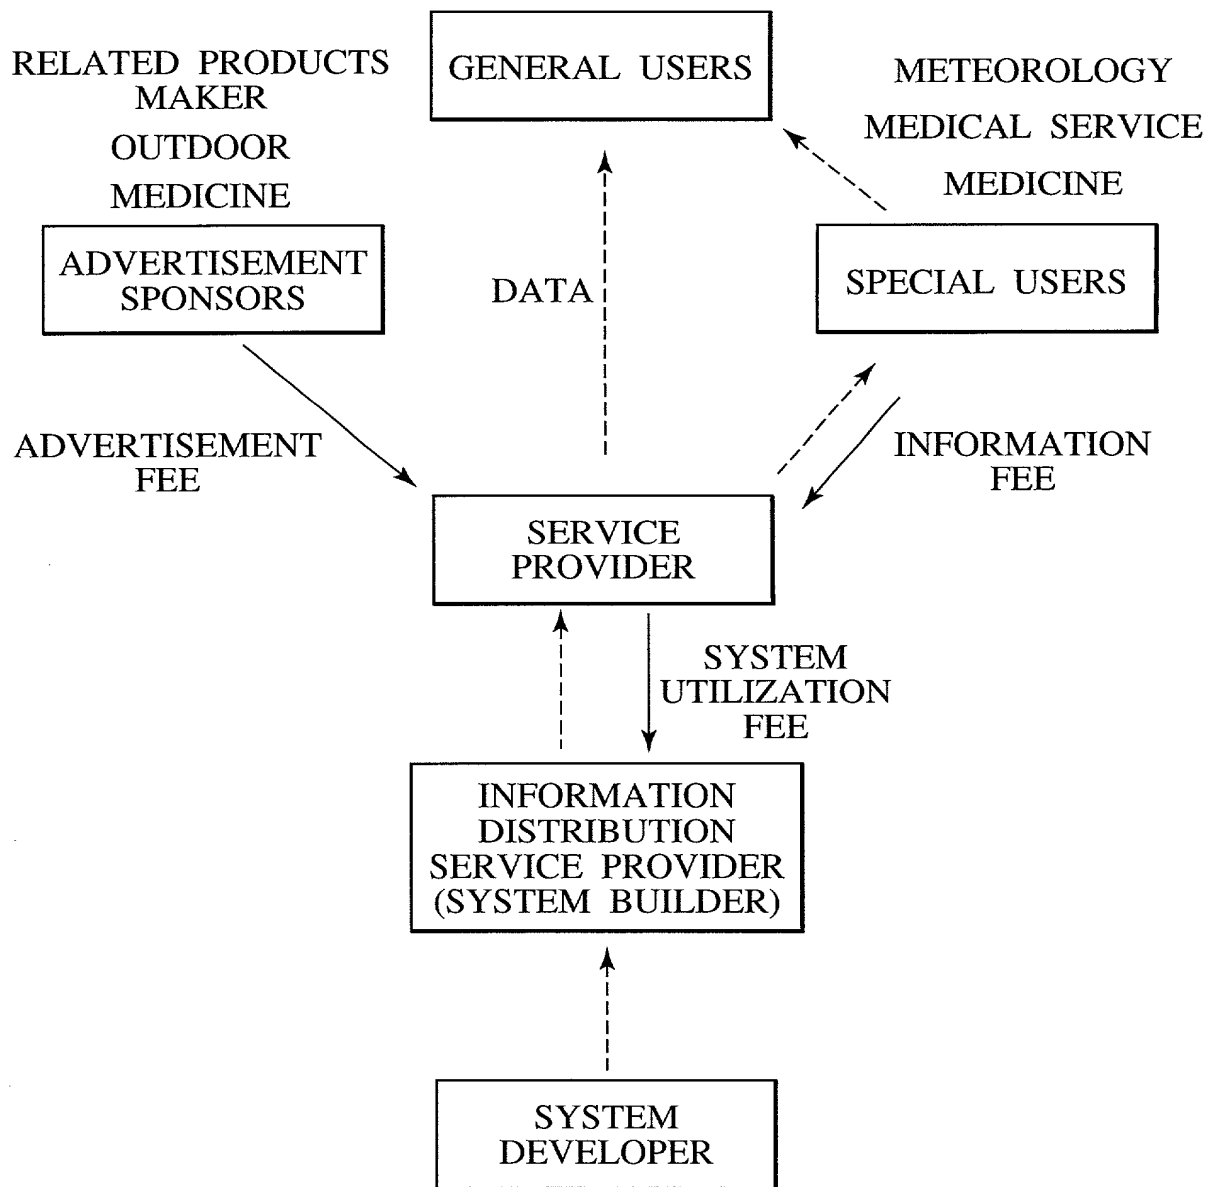 GENERAL USERS
RELATED PRODUCTS
MAKER
OUTDOOR
MEDICINE
ADVERTISEMENT
SPONSORS
METEOROLOGY
MEDICAL SERVICE
MEDICINE
SPECIAL USERS
DATA
ADVERTISEMENT
FEE
INFORMATION
FEE
SERVICE
PROVIDER
SYSTEM
UTILIZATION
FEE
INFORMATION
DISTRIBUTION
SERVICE PROVIDER
(SYSTEM BUILDER)
SYSTEM
DEVELOPER